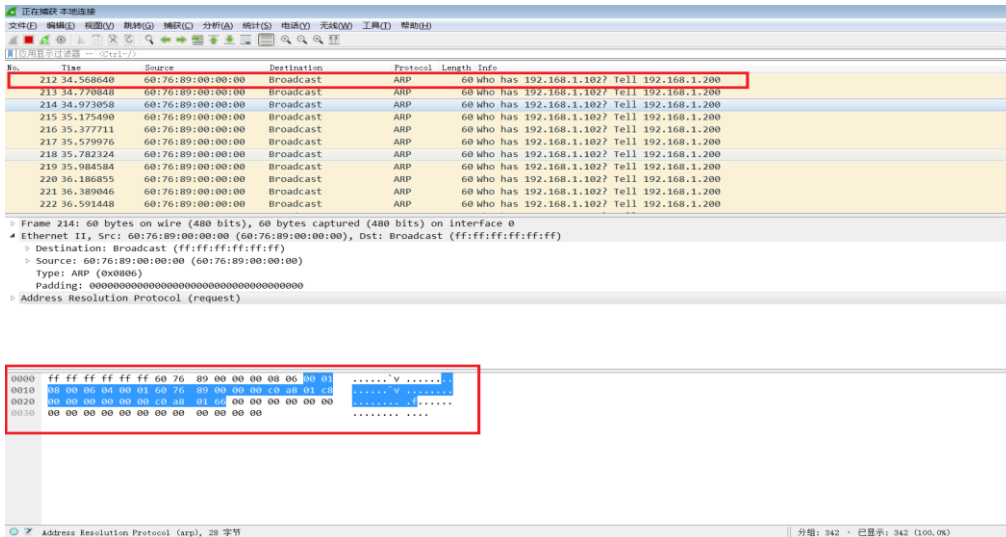 正在捕获 本地连接
文件(F) 编辑(E) 视图(V) 跳转(G) 捕获(C) 分析(A) 统计(S) 电话(Y) 无线(W) 工具(T) 帮助(H)
应用显示过滤器 … <Ctrl-/>
No. Time Source Destination Protocol Length Info
212 34.568640 60:76:89:00:00:00 Broadcast ARP 60 Who has 192.168.1.102? Tell 192.168.1.200
213 34.770848 60:76:89:00:00:00 Broadcast ARP 60 Who has 192.168.1.102? Tell 192.168.1.200
214 34.973058 60:76:89:00:00:00 Broadcast ARP 60 Who has 192.168.1.102? Tell 192.168.1.200
215 35.175490 60:76:89:00:00:00 Broadcast ARP 60 Who has 192.168.1.102? Tell 192.168.1.200
216 35.377711 60:76:89:00:00:00 Broadcast ARP 60 Who has 192.168.1.102? Tell 192.168.1.200
217 35.579976 60:76:89:00:00:00 Broadcast ARP 60 Who has 192.168.1.102? Tell 192.168.1.200
218 35.782324 60:76:89:00:00:00 Broadcast ARP 60 Who has 192.168.1.102? Tell 192.168.1.200
219 35.984584 60:76:89:00:00:00 Broadcast ARP 60 Who has 192.168.1.102? Tell 192.168.1.200
220 36.186855 60:76:89:00:00:00 Broadcast ARP 60 Who has 192.168.1.102? Tell 192.168.1.200
221 36.389046 60:76:89:00:00:00 Broadcast ARP 60 Who has 192.168.1.102? Tell 192.168.1.200
222 36.591448 60:76:89:00:00:00 Broadcast ARP 60 Who has 192.168.1.102? Tell 192.168.1.200
Frame 214: 60 bytes on wire (480 bits), 60 bytes captured (480 bits) on interface 0
Ethernet II, Src: 60:76:89:00:00:00 (60:76:89:00:00:00), Dst: Broadcast (ff:ff:ff:ff:ff:ff)
Destination: Broadcast (ff:ff:ff:ff:ff:ff)
Source: 60:76:89:00:00:00 (60:76:89:00:00:00)
Type: ARP (0x0806)
Padding: 000000000000000000000000000000000000
Address Resolution Protocol (request)
0000 ff ff ff ff ff ff 60 76 89 00 00 00 08 06 00 01 ......`v ........
0010 08 00 06 04 00 01 60 76 89 00 00 00 c0 a8 01 c8 ......`v ........
0020 00 00 00 00 00 00 c0 a8 01 66 00 00 00 00 00 00 ........ .f......
0030 00 00 00 00 00 00 00 00 00 00 00 00 ........ ....
Address Resolution Protocol (arp), 28 字节
分组: 342 · 已显示: 342 (100.0%)